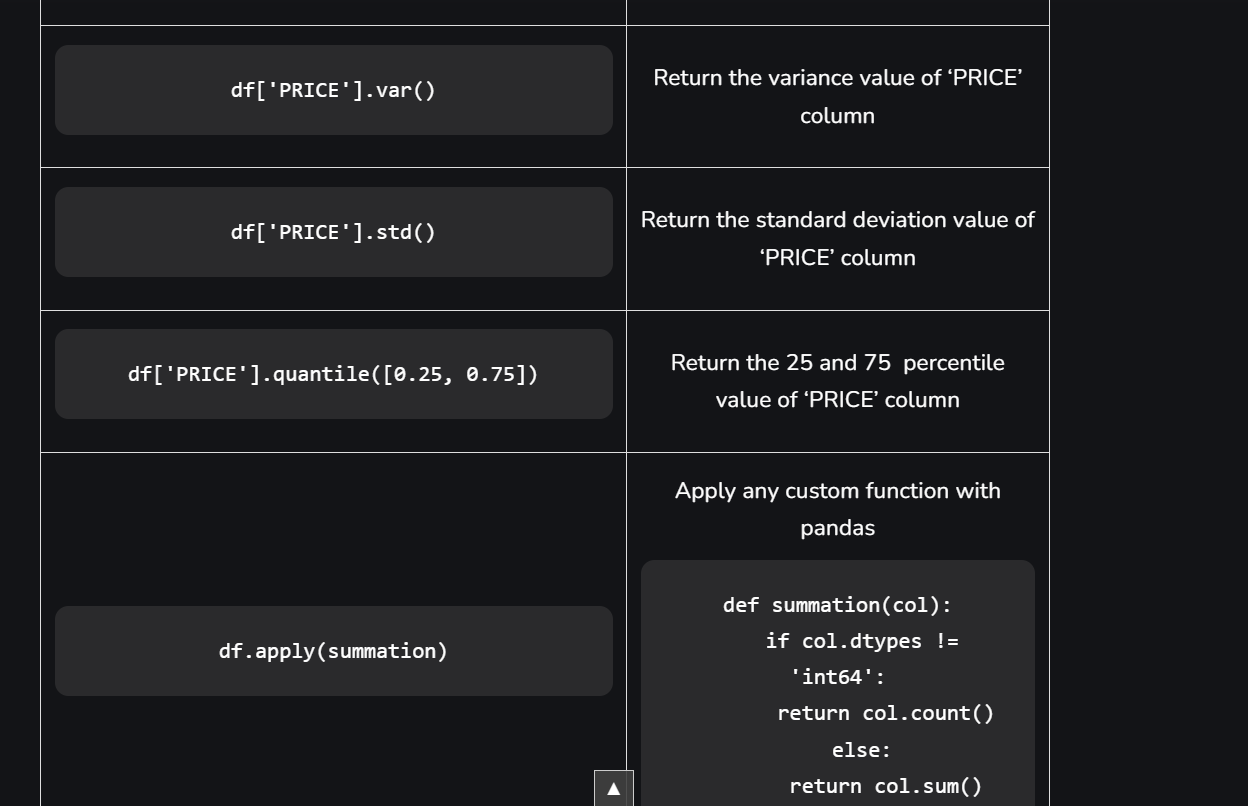 df['PRICE'].var()
Return the variance value of ‘PRICE’
column
df['PRICE'].std()
Return the standard deviation value of
‘PRICE’ column
df['PRICE'].quantile([0.25, 0.75])
Return the 25 and 75  percentile
value of ‘PRICE’ column
df.apply(summation)
Apply any custom function with
pandas
def summation(col):
if col.dtypes !=
'int64':
return col.count()
else:
return col.sum()
▲